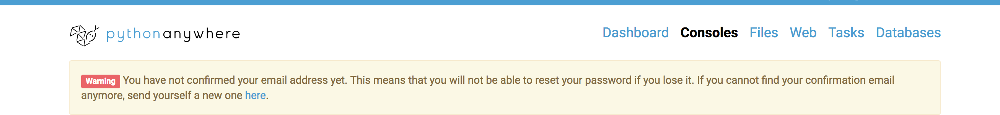 pythonanywhere
Dashboard Consoles Files Web Tasks Databases
Warning You have not confirmed your email address yet. This means that you will not be able to reset your password if you lose it. If you cannot find your confirmation email
anymore, send yourself a new one here.